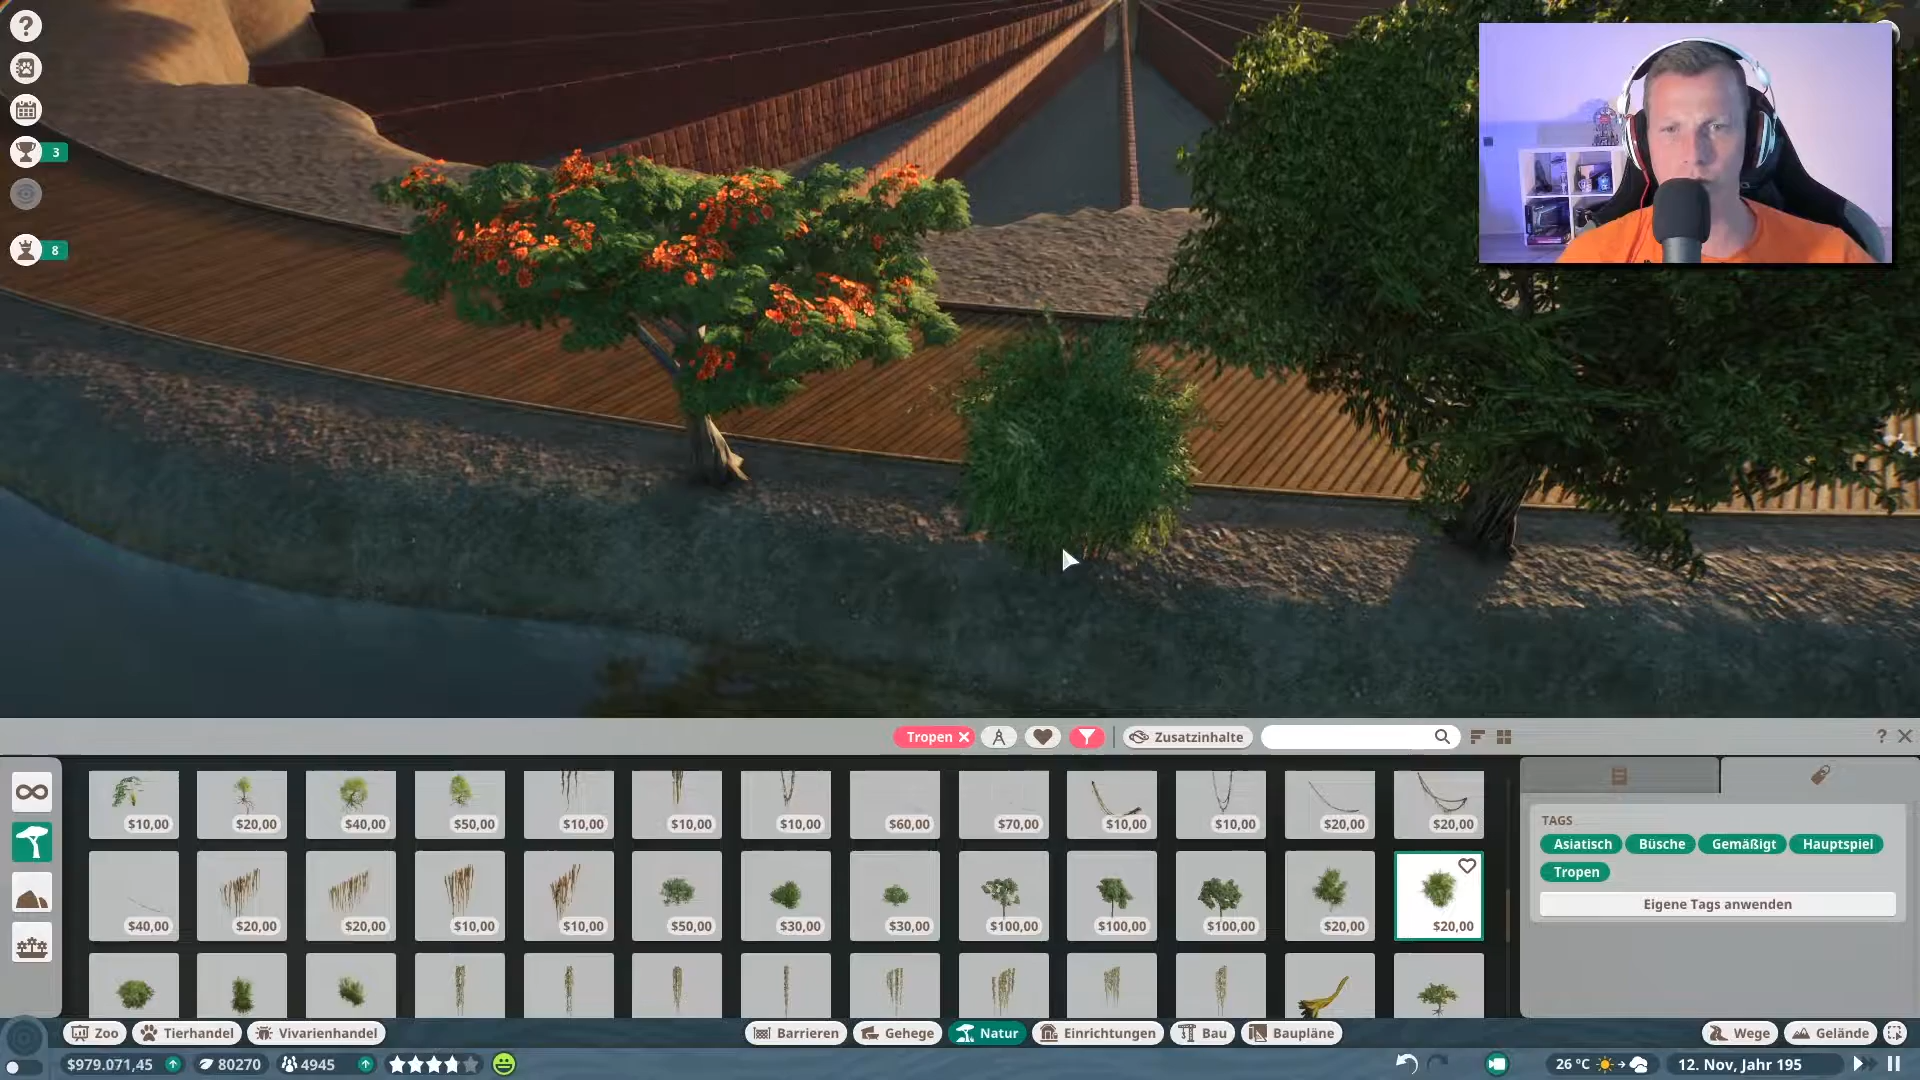 ?
3
8
Tropen ✕
Zusatzinhalte
?
$10,00 $20,00 $40,00 $50,00 $10,00 $10,00 $10,00 $60,00 $70,00 $10,00 $10,00 $20,00 $20,00
$40,00 $20,00 $20,00 $10,00 $10,00 $50,00 $30,00 $30,00 $100,00 $100,00 $100,00 $20,00 $20,00
TAGS
Asiatisch Büsche Gemäßigt Hauptspiel
Tropen
Eigene Tags anwenden
Zoo Tierhandel Vivarienhandel Barrieren Gehege Natur Einrichtungen Bau Baupläne Wege Gelände
$979.071,45 80270 4945 26 °C 12. Nov, Jahr 195